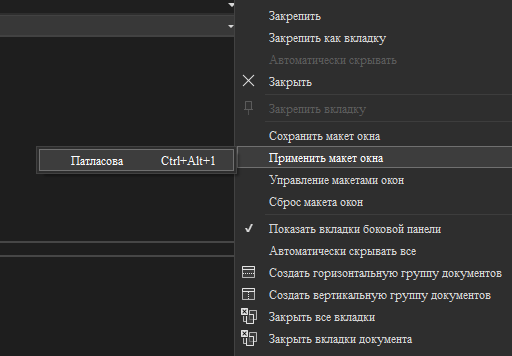 Закрепить
Закрепить как вкладку
Автоматически скрывать
Закрыть
Закрепить вкладку
Сохранить макет окна
Применить макет окна
Патласова Ctrl+Alt+1
Управление макетами окон
Сброс макета окон
Показать вкладки боковой панели
Автоматически скрывать все
Создать горизонтальную группу документов
Создать вертикальную группу документов
Закрыть все вкладки
Закрыть вкладки документа